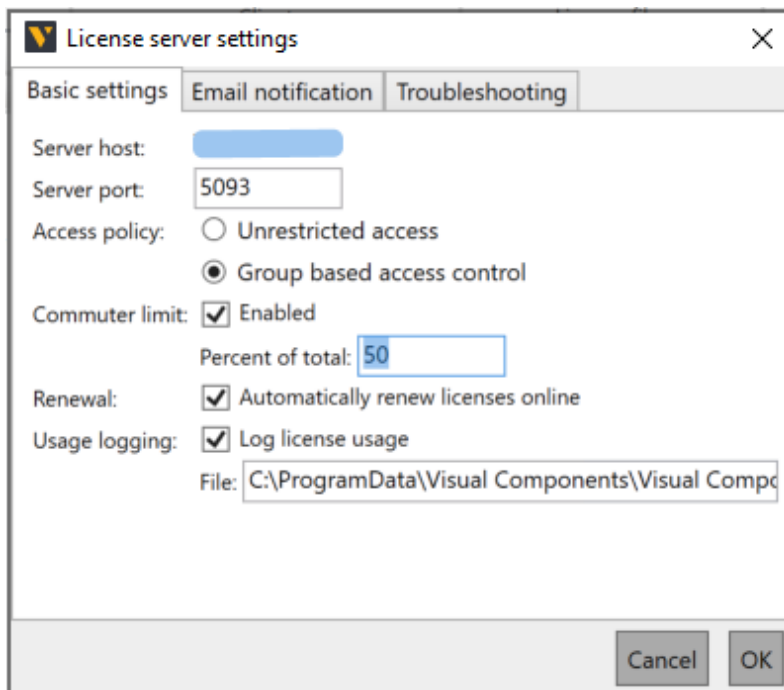 License server settings
Basic settings Email notification Troubleshooting
Server host:
Server port: 5093
Access policy: Unrestricted access
Group based access control
Commuter limit: Enabled
Percent of total: 50
Renewal: Automatically renew licenses online
Usage logging: Log license usage
File: C:\ProgramData\Visual Components\Visual Compo
Cancel OK